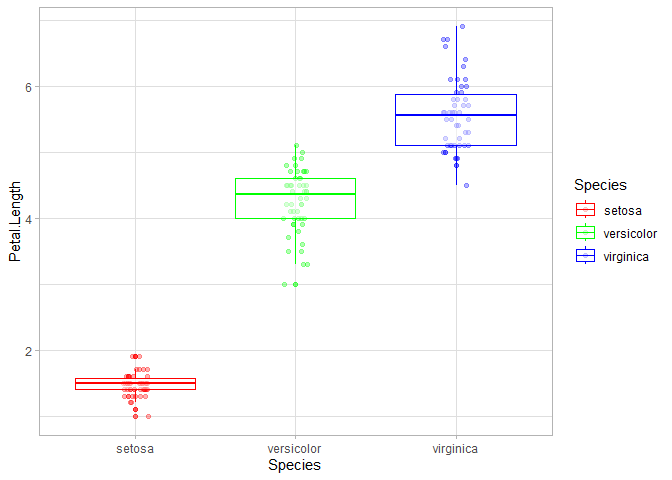 Petal.Length
6
4
2
setosa
versicolor
virginica
Species
Species
setosa
versicolor
virginica